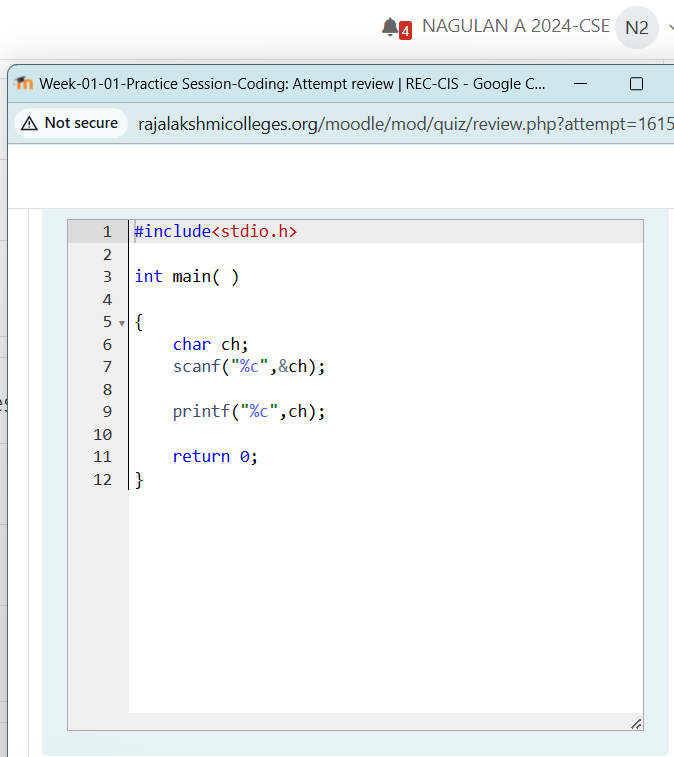 4 NAGULAN A 2024-CSE N2
Week-01-01-Practice Session-Coding: Attempt review | REC-CIS - Google C...
Not secure rajalakshmicolleges.org/moodle/mod/quiz/review.php?attempt=1615
1 #include<stdio.h>
2
3 int main( )
4
5 {
6 char ch;
7 scanf("%c",&ch);
8
9 printf("%c",ch);
10
11 return 0;
12 }